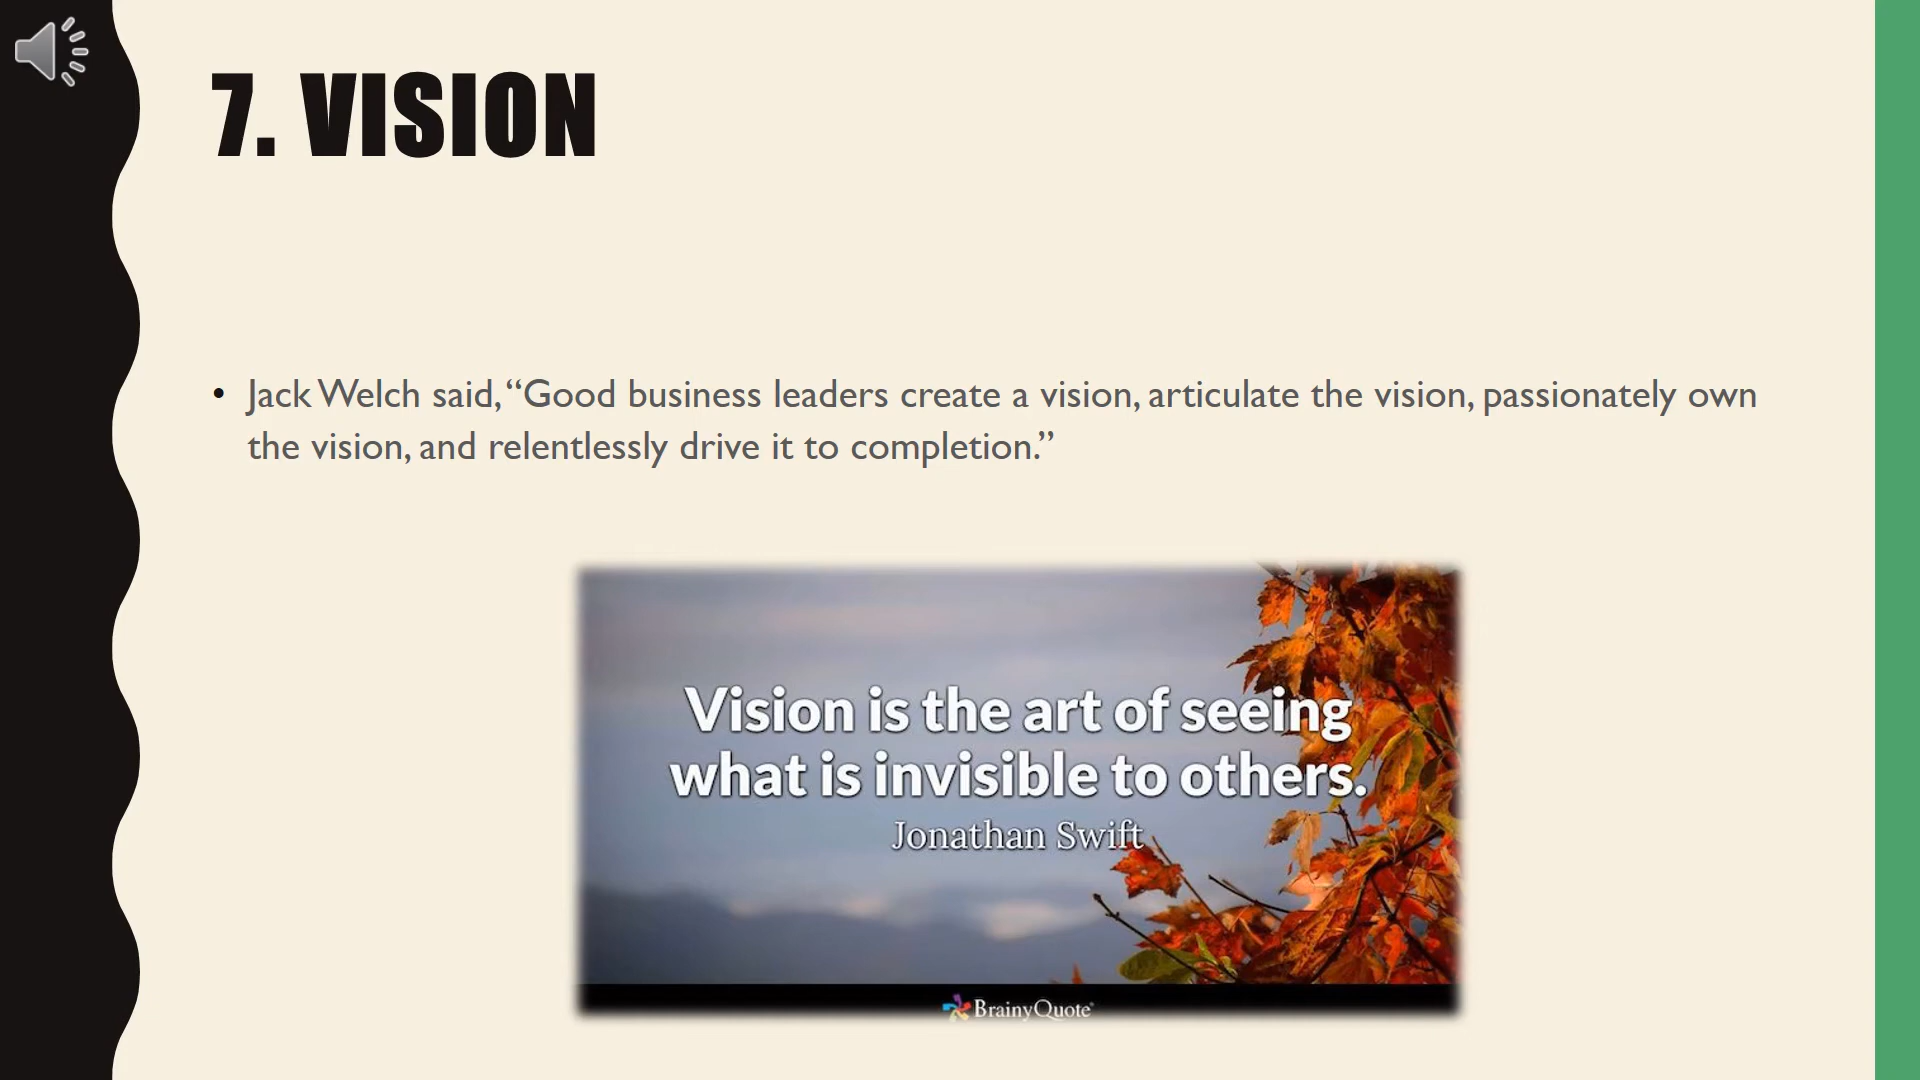 7. VISION
• Jack Welch said, “Good business leaders create a vision, articulate the vision, passionately own
the vision, and relentlessly drive it to completion.”
Vision is the art of seeing
what is invisible to others.
Jonathan Swift
BrainyQuote®